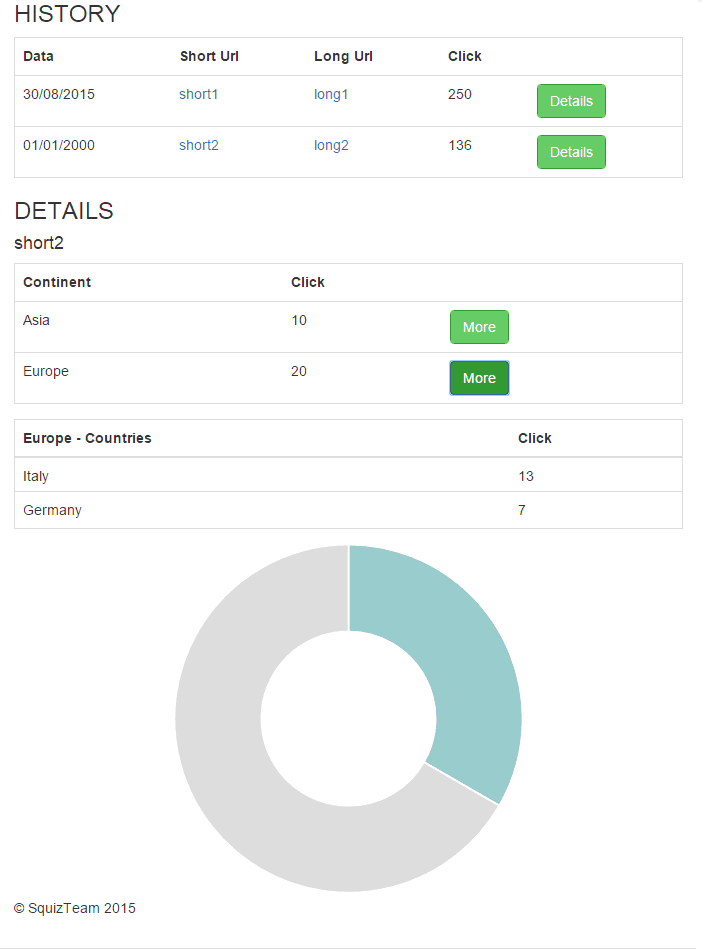 HISTORY
Data Short Url Long Url Click
30/08/2015 short1 long1 250 Details
01/01/2000 short2 long2 136 Details
DETAILS
short2
Continent Click
Asia 10 More
Europe 20 More
Europe - Countries Click
Italy 13
Germany 7
© SquizTeam 2015